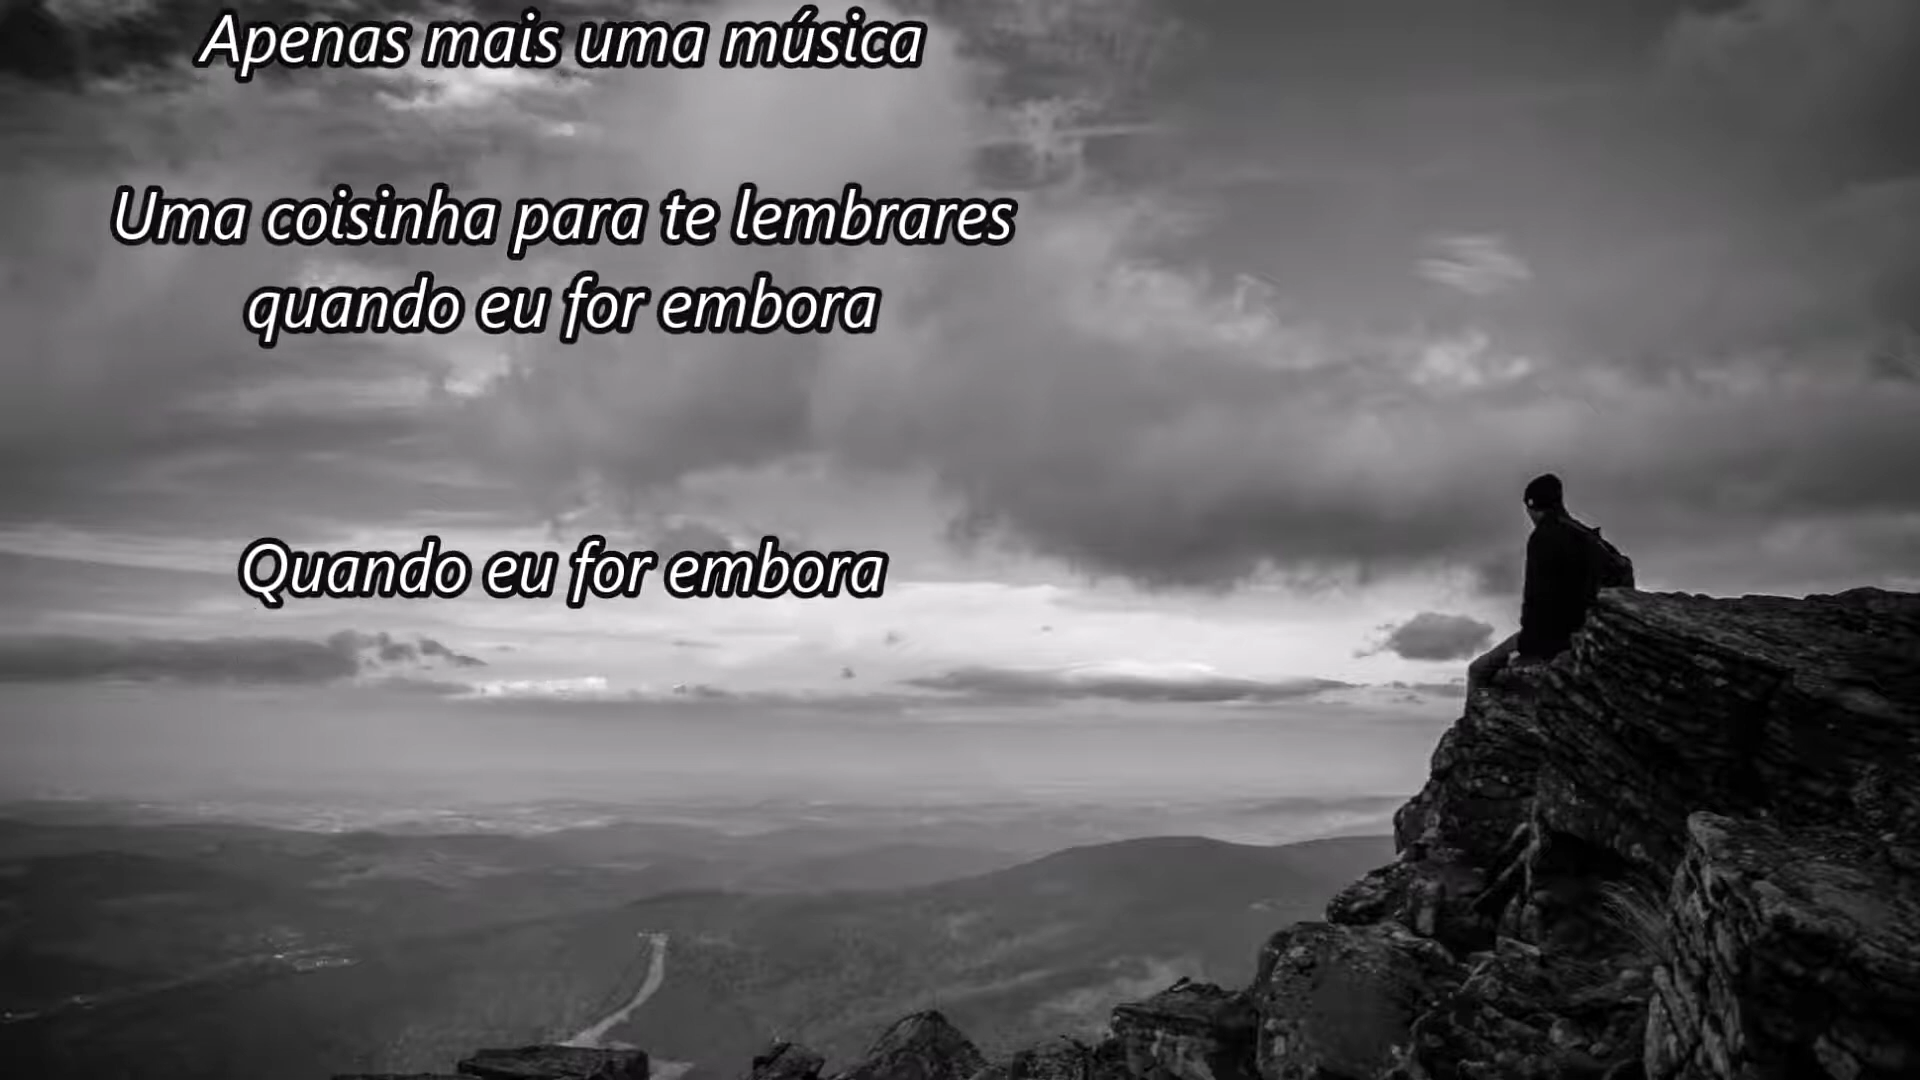 Apenas mais uma música
Uma coisinha para te lembrares
quando eu for embora
Quando eu for embora